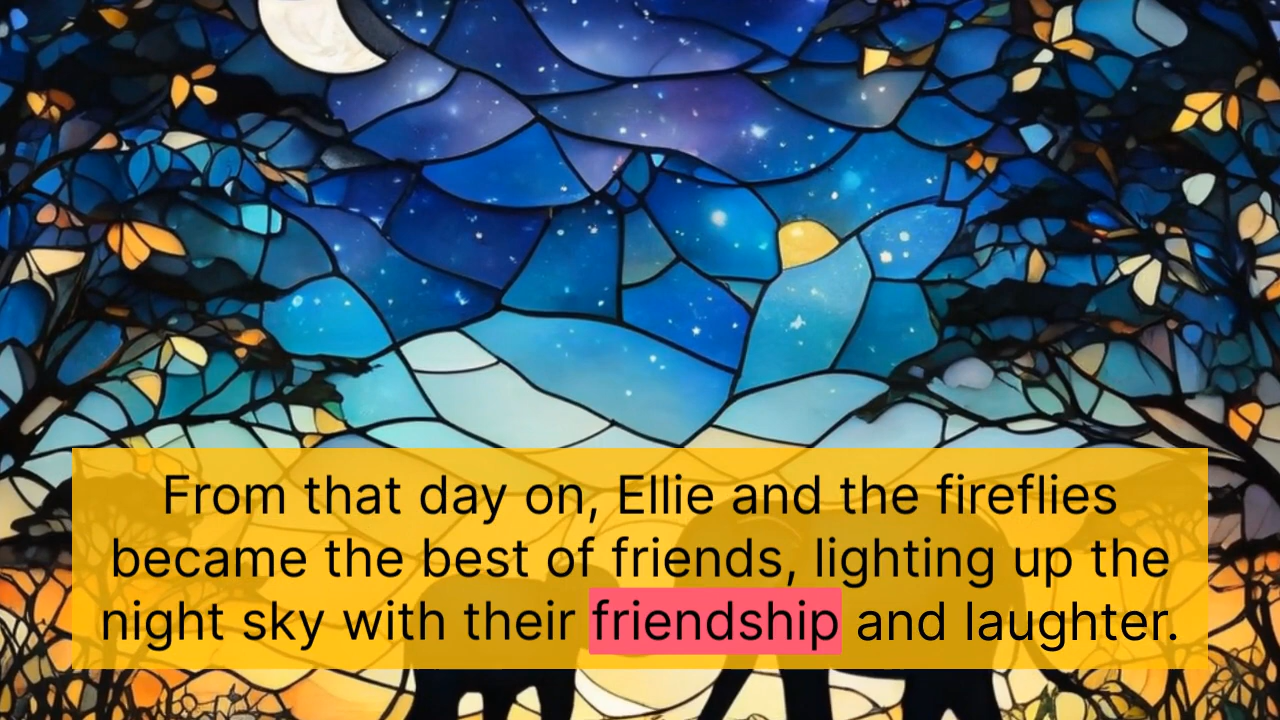 From that day on, Ellie and the fireflies
became the best of friends, lighting up the
night sky with their friendship and laughter.